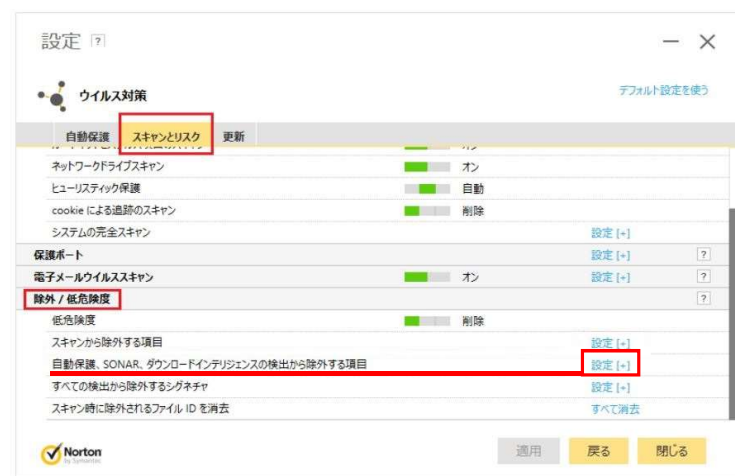 設定 ?
ウイルス対策
デフォルト設定を使う
自動保護 スキャンとリスク 更新
ネットワークドライブスキャン オン
ヒューリスティック保護 自動
cookie による追跡のスキャン 削除
システムの完全スキャン 設定 [+]
保護ポート 設定 [+] ?
電子メールウイルススキャン オン 設定 [+] ?
除外 / 低危険度 ?
低危険度 削除
スキャンから除外する項目 設定 [+]
自動保護、SONAR、ダウンロードインテリジェンスの検出から除外する項目 設定 [+]
すべての検出から除外するシグネチャ 設定 [+]
スキャン時に除外されるファイル ID を消去 すべて消去
Norton
by Symantec
適用 戻る 閉じる